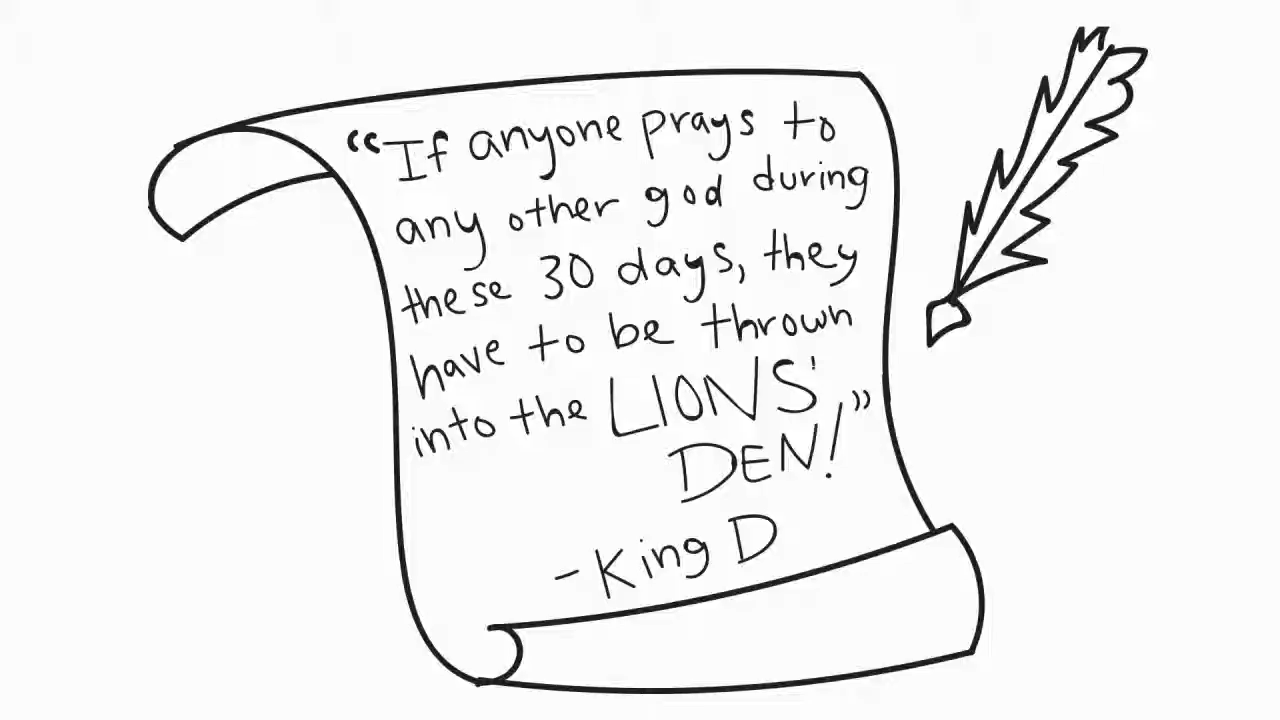 “If anyone prays to
any other god during
these 30 days, they
have to be thrown
into the LIONS'
DEN!”
-King D